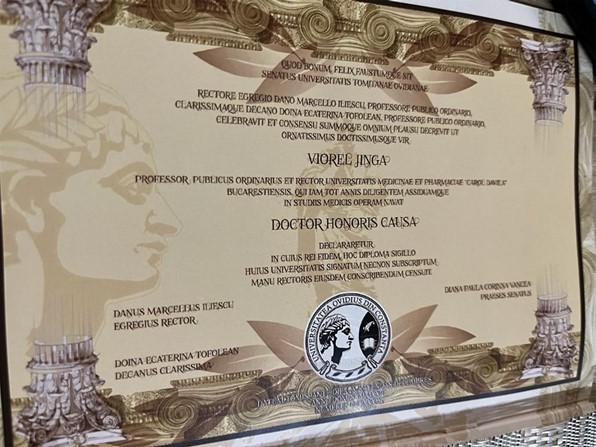 QUOD BONUM, FELIX, FAUSTUMQUE SIT
SENATUS UNIVERSITATIS TOMITANAE OVIDIANAE
RECTORE EGREGIO DANO MARCELLO ILIESCU, PROFESSORE PUBLICO ORDINARIO,
CLARISSIMAQUE DECANO DOINA ECATERINA TOFOLEAN, PROFESSORE PUBLICO ORDINARIO,
CELEBRAVIT ET CONSENSU SUMMOQUE OMNIUM PLAUSU DECREVIT UT
ORNATISSIMUS DOCTISSIMUSQUE VIR
VIOREL JINGA
PROFESSOR PUBLICUS ORDINARIUS ET RECTOR UNIVERSITATIS MEDICINAE ET PHARMACIAE "CAROL DAVILA"
BUCARESTIENSIS, QUI IAM TOT ANNIS DILIGENTEM ASSIDUAMQUE
IN STUDIIS MEDICIS OPERAM NAVAT
DOCTOR HONORIS CAUSA
DECLARARETUR.
IN CUIUS REI FIDEM, HOC DIPLOMA SIGILLO
HUIUS UNIVERSITATIS SIGNATUM NECNON SUBSCRIPTUM
MANU RECTORIS EIUSDEM CONSCRIBENDUM CENSUIT.
DANUS MARCELLUS ILIESCU
EGREGIUS RECTOR
DIANA PAULA CORINNA VANCEA
PRAESES SENATUS
DOINA ECATERINA TOFOLEAN
DECANUS CLARISSIMA
UNIVERSITATEA OVIDIUS DIN CONSTANTA